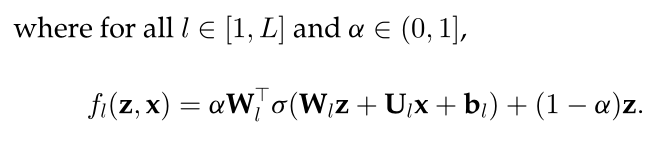 where for all l ∈ [1, L] and α ∈ (0, 1],
f_l(z, x) = αW_l^⊤σ(W_l z + U_l x + b_l) + (1 − α)z.